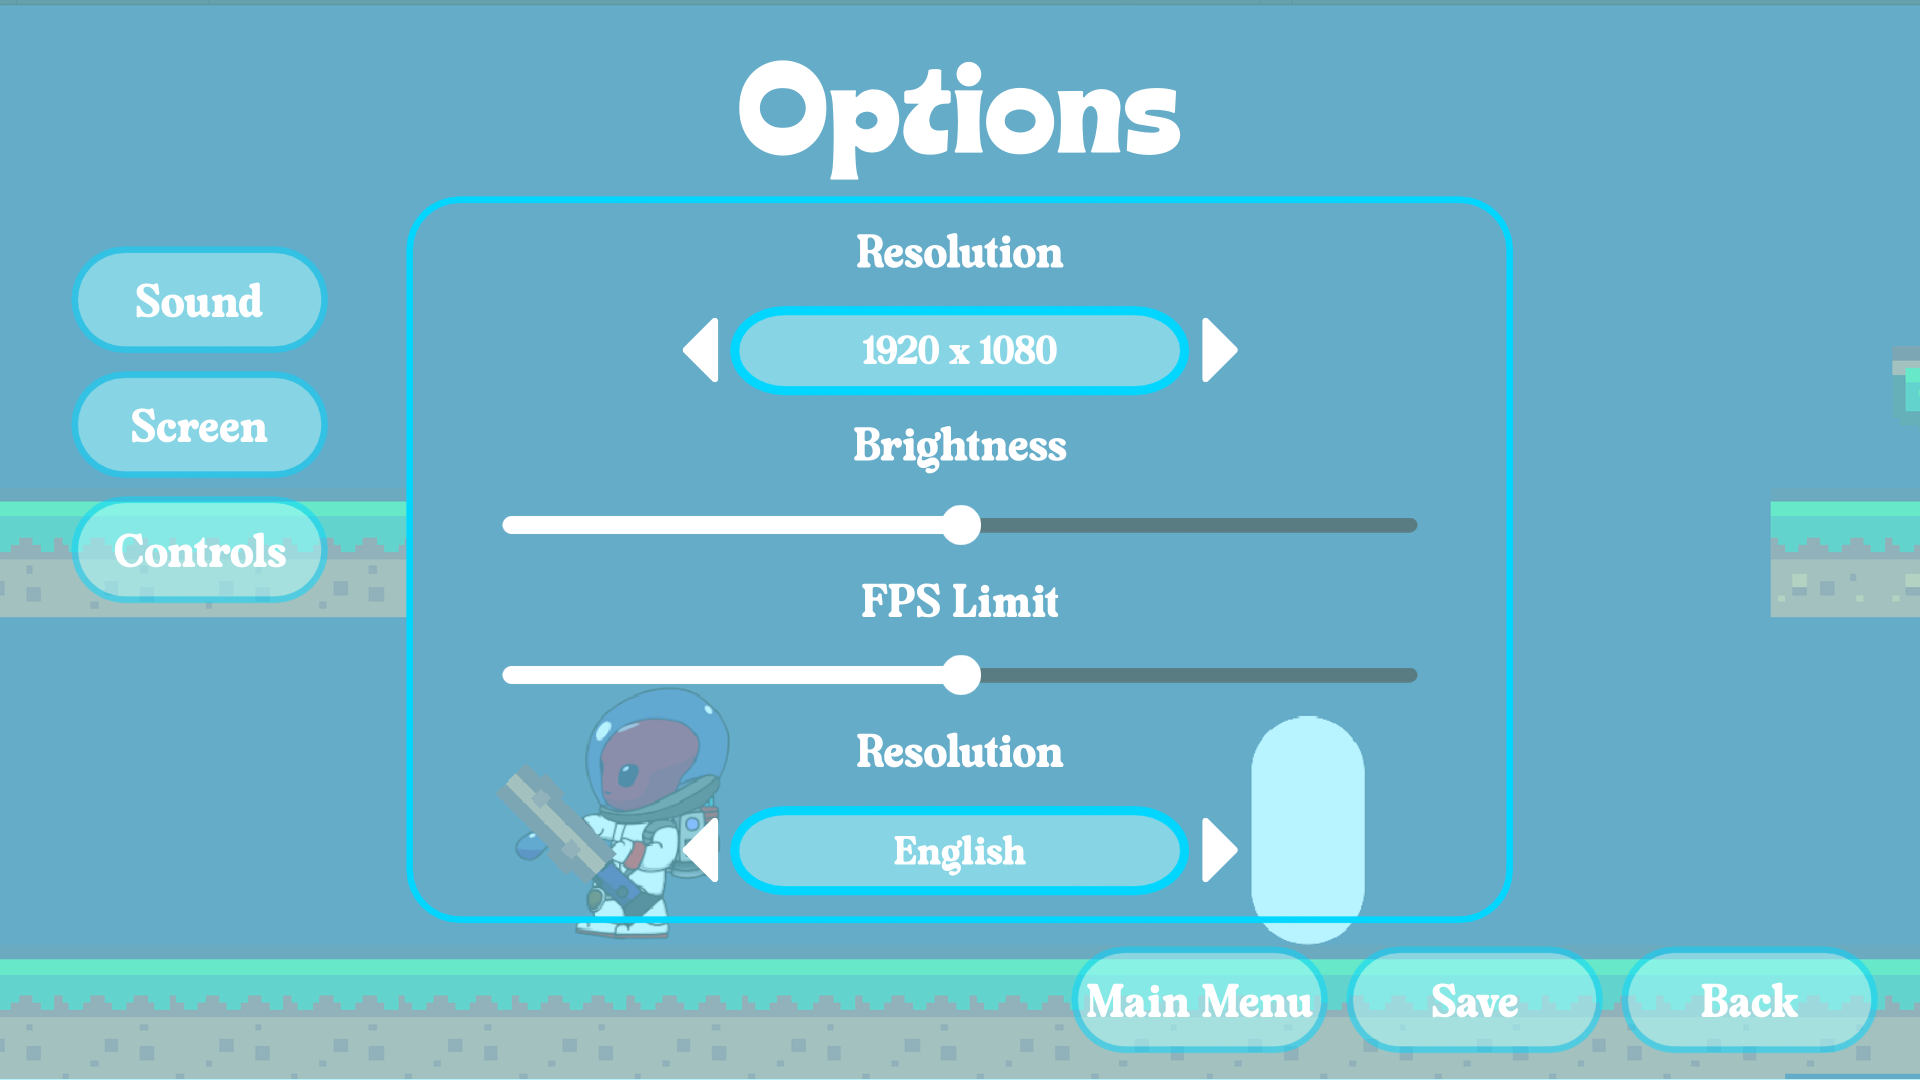 Options
Sound
Screen
Controls
Resolution
1920 x 1080
Brightness
FPS Limit
Resolution
English
Main Menu
Save
Back